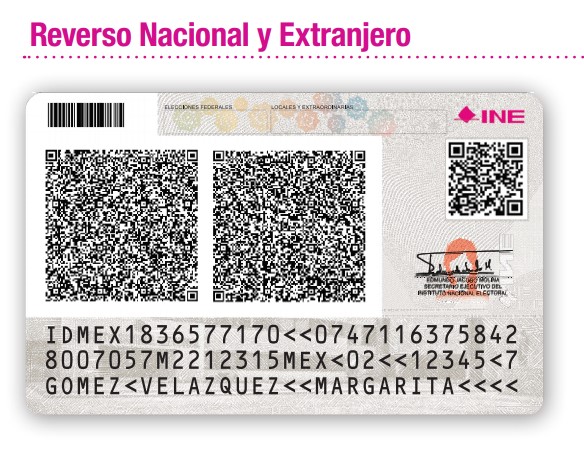 Reverso Nacional y Extranjero
ELECCIONES FEDERALES LOCALES Y EXTRAORDINARIAS
INE
EDMUNDO JACOBO MOLINA
SECRETARIO EJECUTIVO DEL
INSTITUTO NACIONAL ELECTORAL
IDMEX1836577170<<0747116375842
8007057M2212315MEX<02<<12345<7
GOMEZ<VELAZQUEZ<<MARGARITA<<<<